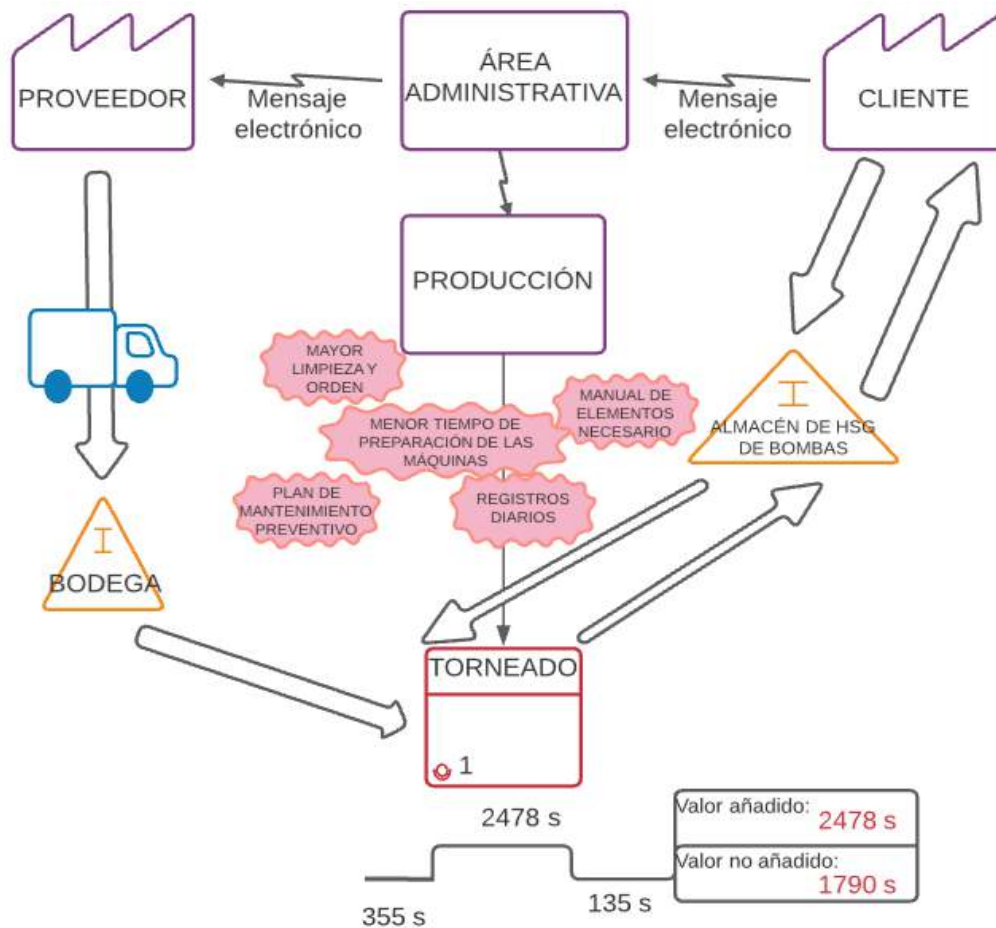 PROVEEDOR
Mensaje
electrónico
ÁREA
ADMINISTRATIVA
Mensaje
electrónico
CLIENTE
PRODUCCIÓN
MAYOR
LIMPIEZA Y
ORDEN
MENOR TIEMPO DE
PREPARACIÓN DE LAS
MÁQUINAS
MANUAL DE
ELEMENTOS
NECESARIO
PLAN DE
MANTENIMIENTO
PREVENTIVO
REGISTROS
DIARIOS
ALMACÉN DE HSG
DE BOMBAS
BODEGA
TORNEADO
1
2478 s
355 s
135 s
Valor añadido:
2478 s
Valor no añadido:
1790 s